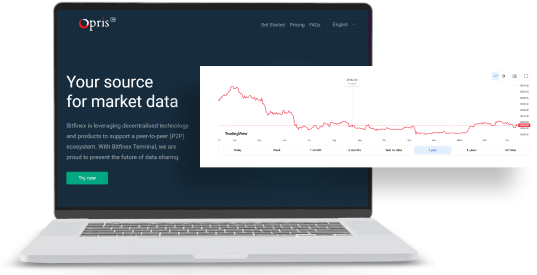 Opris
Get Started Pricing FAQs English
Your source
for market data
Bitfinex is leveraging decentralised technology
and products to support a peer-to-peer (P2P)
ecosystem. With Bitfinex Terminal, we are
proud to present the future of data sharing.
Try now
TradingView
Today Week 1 month 6 months Year to date 1 year 5 years All time